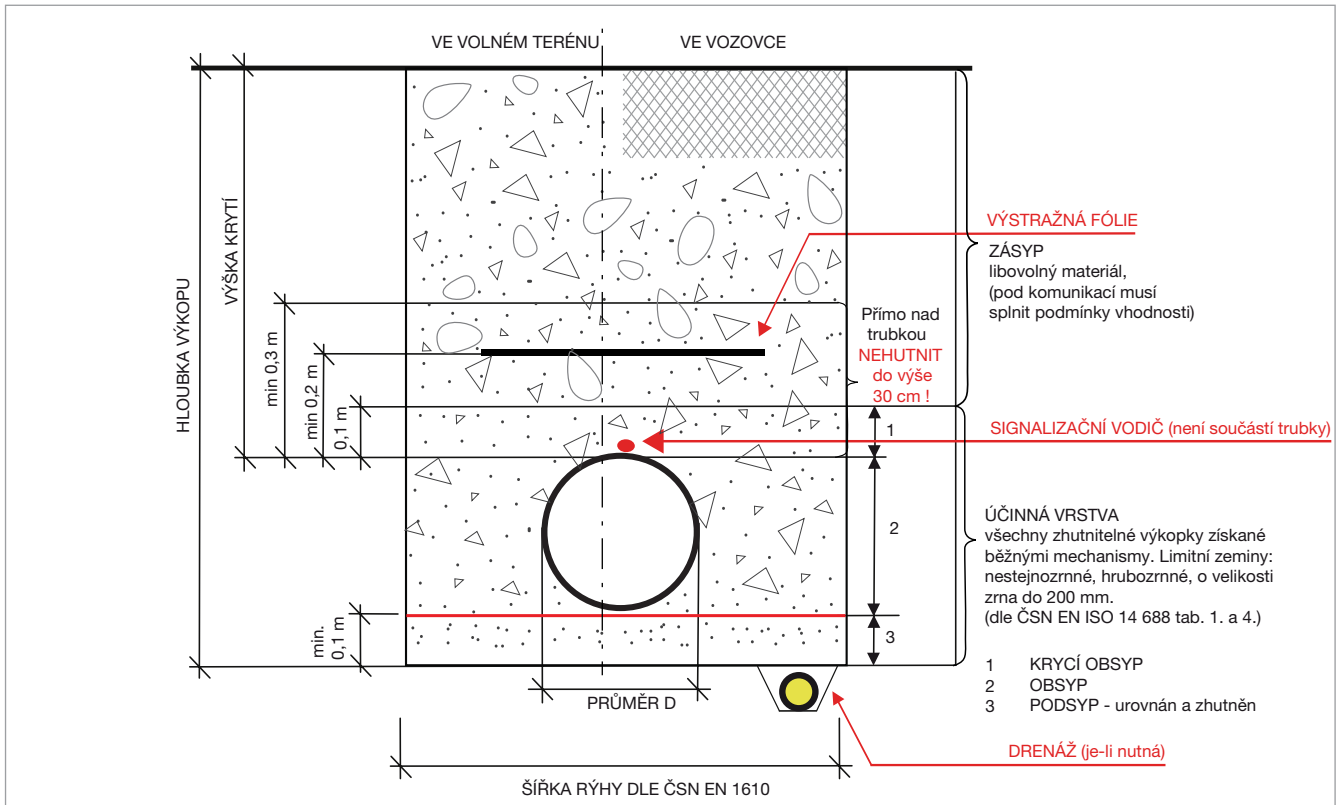 VE VOLNÉM TERÉNU
VE VOZOVCE
HLOUBKA VÝKOPU
VÝŠKA KRYTÍ
min 0,3 m
min 0,2 m
0,1 m
min.
0,1 m
VÝSTRAŽNÁ FÓLIE
ZÁSYP
libovolný materiál,
(pod komunikací musí
splnit podmínky vhodnosti)
Přímo nad
trubkou
NEHUTNIT
do výše
30 cm !
1
SIGNALIZAČNÍ VODIČ (není součástí trubky)
2
ÚČINNÁ VRSTVA
všechny zhutnitelné výkopky získané
běžnými mechanismy. Limitní zeminy:
nestejnozrnné, hrubozrnné, o velikosti
zrna do 200 mm.
(dle ČSN EN ISO 14 688 tab. 1. a 4.)
3
1 KRYCÍ OBSYP
2 OBSYP
3 PODSYP - urovnán a zhutněn
PRŮMĚR D
DRENÁŽ (je-li nutná)
ŠÍŘKA RÝHY DLE ČSN EN 1610